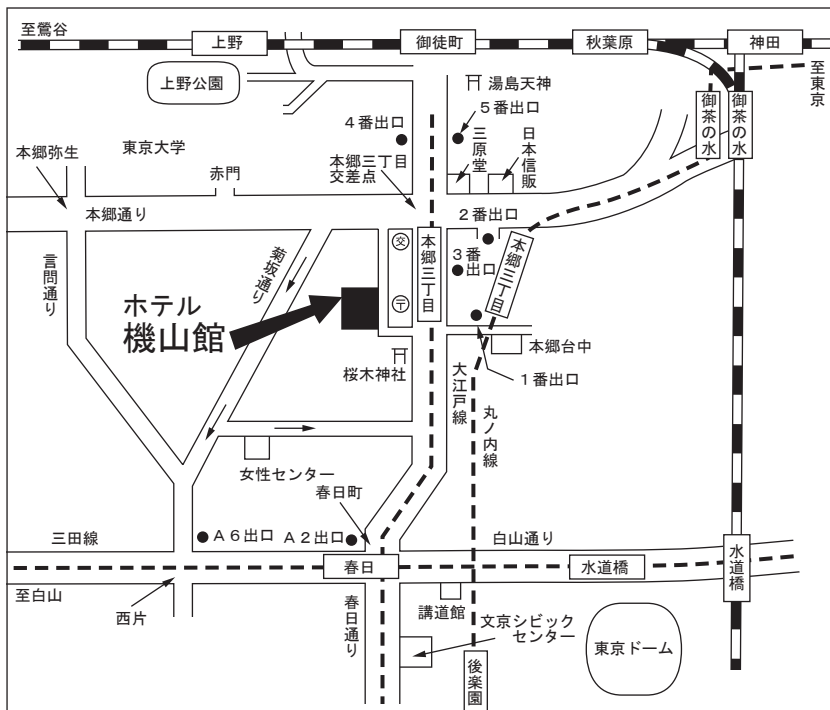 至鶯谷
上野
御徒町
秋葉原
神田
至東京
上野公園
湯島天神
５番出口
４番出口
御茶の水
御茶の水
本郷弥生
東京大学
赤門
本郷三丁目
交差点
三原堂
日本信販
本郷通り
２番出口
言問通り
菊坂通り
交
本郷三丁目
３番
出口
本郷三丁目
ホテル
機山館
〒
桜木神社
本郷台中
１番出口
大江戸線
丸ノ内線
女性センター
春日町
三田線
Ａ６出口
Ａ２出口
白山通り
春日
水道橋
水道橋
至白山
西片
春日通り
講道館
文京シビック
センター
後楽園
東京ドーム